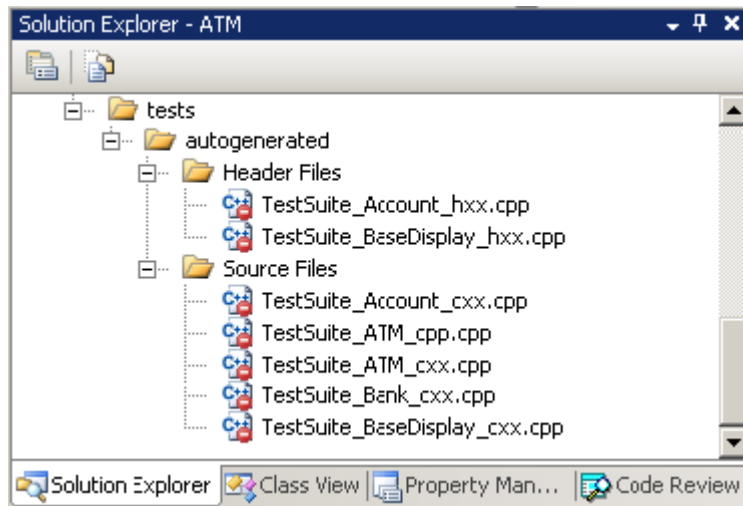 Solution Explorer - ATM
tests
autogenerated
Header Files
TestSuite_Account_hxx.cpp
TestSuite_BaseDisplay_hxx.cpp
Source Files
TestSuite_Account_cxx.cpp
TestSuite_ATM_cpp.cpp
TestSuite_ATM_cxx.cpp
TestSuite_Bank_cxx.cpp
TestSuite_BaseDisplay_cxx.cpp
Solution Explorer Class View Property Man... Code Review